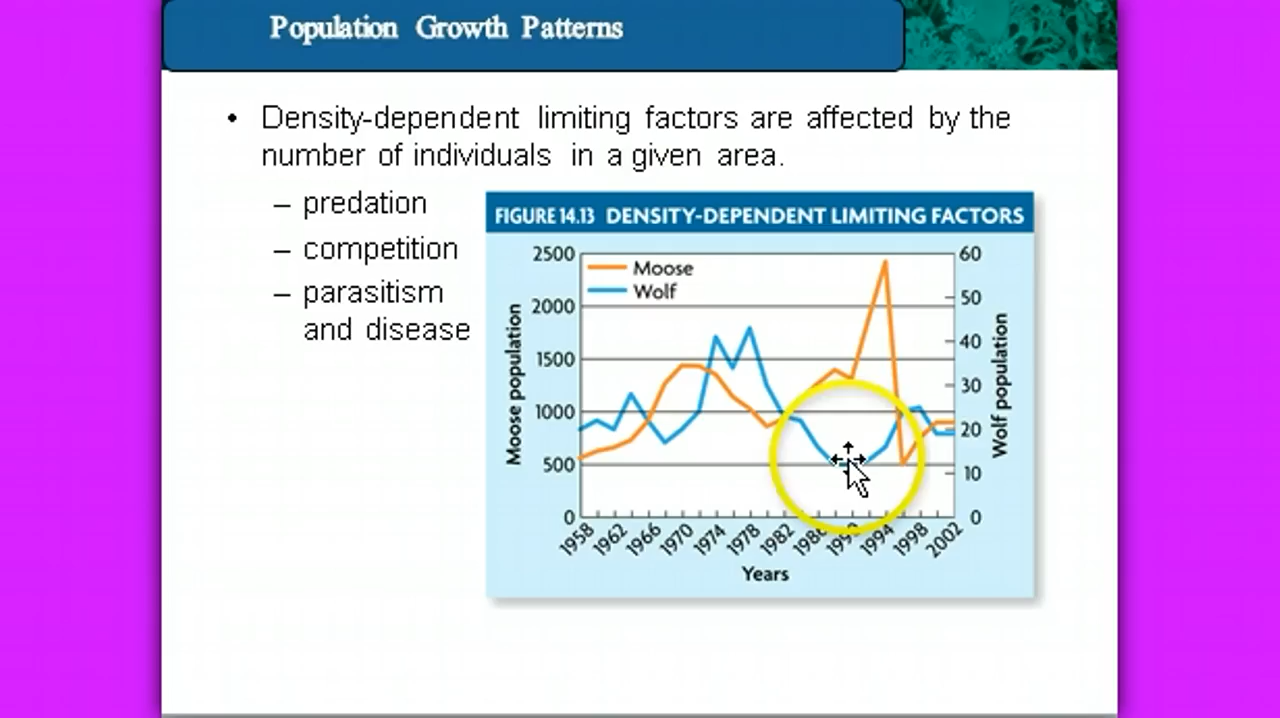 Population Growth Patterns
• Density-dependent limiting factors are affected by the
number of individuals in a given area.
– predation
– competition
– parasitism
and disease
FIGURE 14.13 DENSITY-DEPENDENT LIMITING FACTORS
Moose
Wolf
2500
2000
1500
1000
500
0
Moose population
60
50
40
30
20
10
0
Wolf population
1958 1962 1966 1970 1974 1978 1982 1986 1990 1994 1998 2002
Years